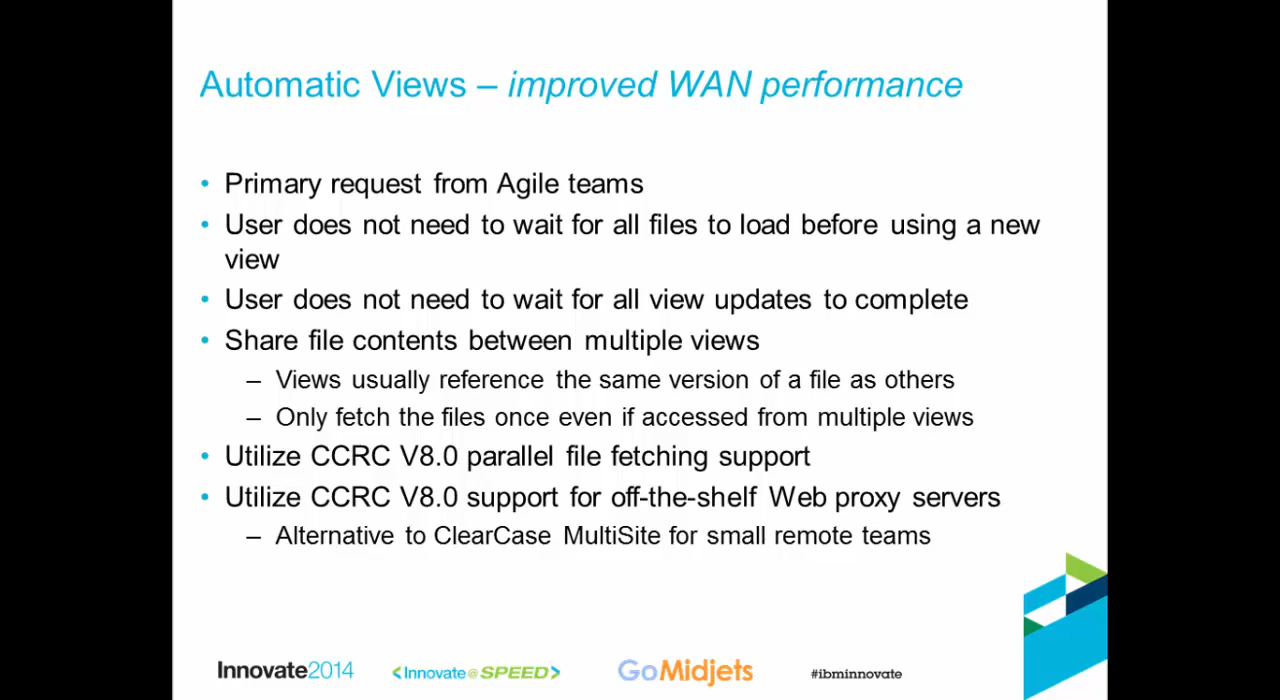 Automatic Views – improved WAN performance
• Primary request from Agile teams
• User does not need to wait for all files to load before using a new
view
• User does not need to wait for all view updates to complete
• Share file contents between multiple views
– Views usually reference the same version of a file as others
– Only fetch the files once even if accessed from multiple views
• Utilize CCRC V8.0 parallel file fetching support
• Utilize CCRC V8.0 support for off-the-shelf Web proxy servers
– Alternative to ClearCase MultiSite for small remote teams
Innovate2014 <Innovate@SPEED> GoMidjets #ibminnovate